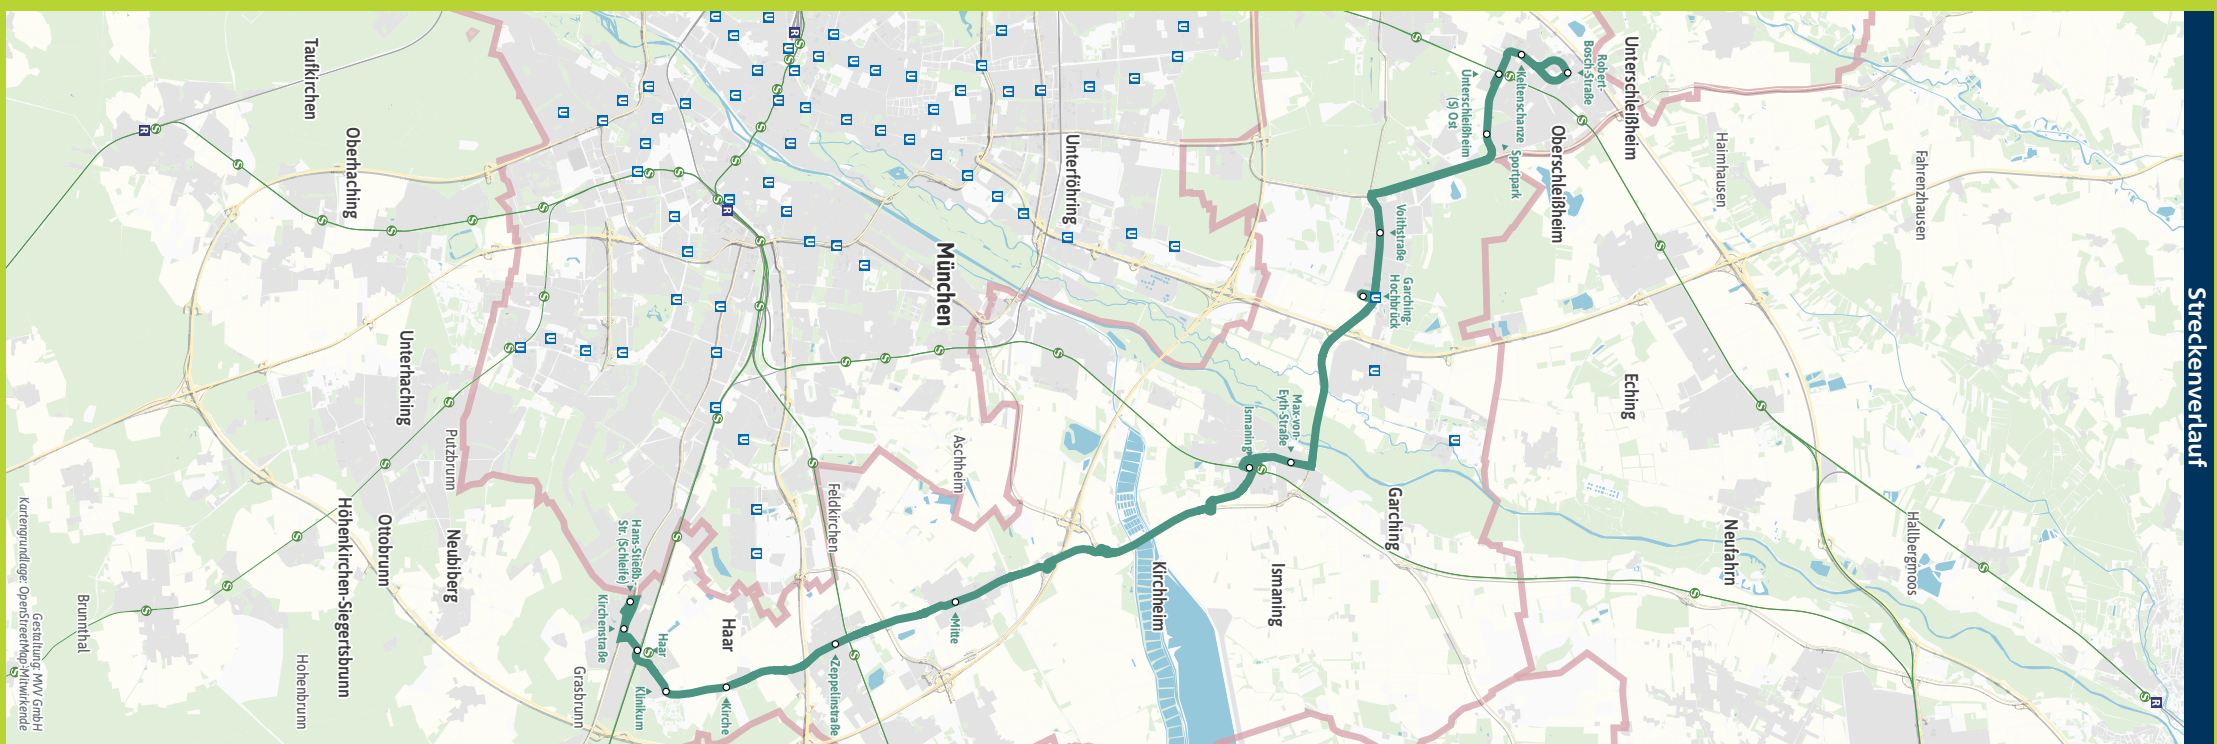 Streckenverlauf
Fahrenzhausen
Haimhausen
Unterschleißheim
Robert-
Bosch-Straße
Keltenschanze
Unterschleißheim
(S) Ost
Sportpark
Oberschleißheim
Voithstraße
Garching-
Hochbrück
Eching
Max-von-
Eyth-Straße
Ismaning
Garching
Neufahrn
Hallbergmoos
Ismaning
Kirchheim
Unterföhring
München
Aschheim
Feldkirchen
Mitte
Zeppelinstraße
Haar
Kirche
Klinikum
Haar
Hans-Stießb.-
Str. (Schleife)
Kirchenstraße
Grasbrunn
Taufkirchen
Oberhaching
Unterhaching
Putzbrunn
Neubiberg
Ottobrunn
Höhenkirchen-Siegertsbrunn
Hohenbrunn
Brunnthal
Gestaltung: MVV GmbH
Kartengrundlage: OpenStreetMap-Mitwirkende